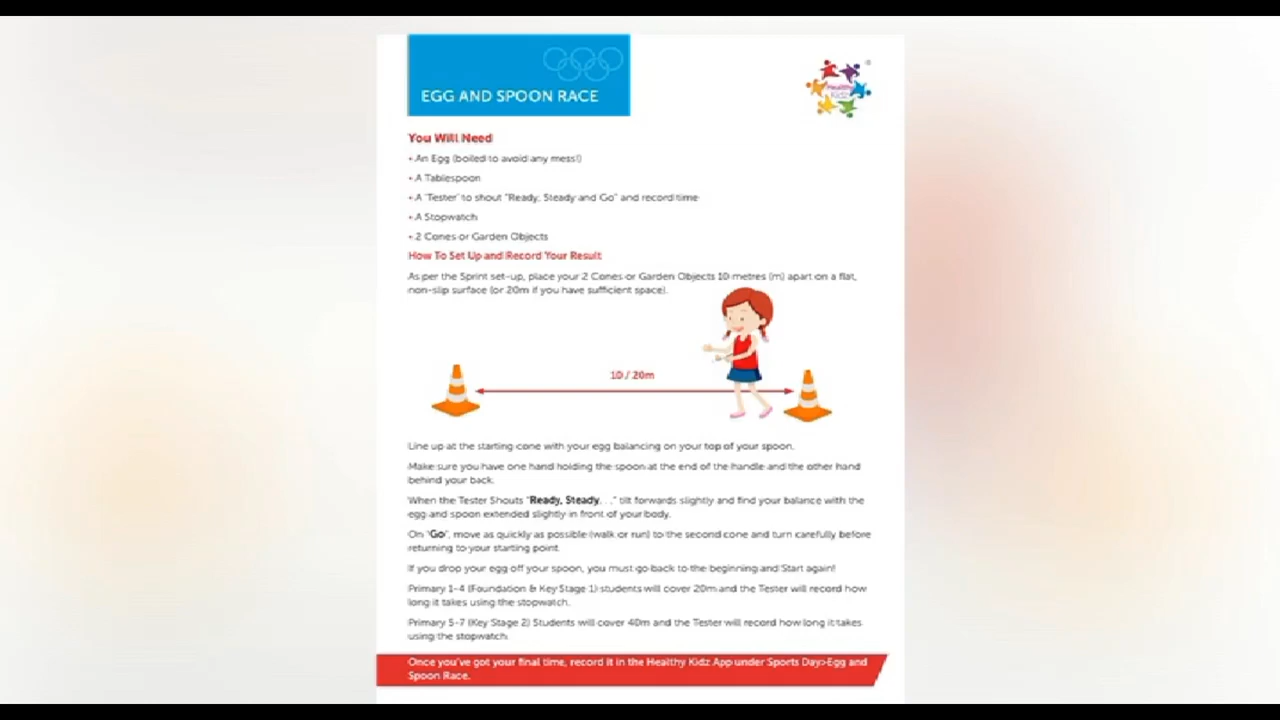 EGG AND SPOON RACE
Healthy
Kidz
®
You Will Need
• An Egg (boiled to avoid any mess!)
• A Tablespoon
• A 'Tester' to shout "Ready, Steady and Go" and record time
• A Stopwatch
• 2 Cones or Garden Objects
How To Set Up and Record Your Result
As per the Sprint set-up, place your 2 Cones or Garden Objects 10 metres (m) apart on a flat,
non-slip surface (or 20m if you have sufficient space).
10 / 20m
Line up at the starting cone with your egg balancing on your top of your spoon.
Make sure you have one hand holding the spoon at the end of the handle and the other hand
behind your back.
When the Tester Shouts "Ready, Steady. . ." tilt forwards slightly and find your balance with the
egg and spoon extended slightly in front of your body.
On "Go", move as quickly as possible (walk or run) to the second cone and turn carefully before
returning to your starting point.
If you drop your egg off your spoon, you must go back to the beginning and Start again!
Primary 1-4 (Foundation & Key Stage 1) students will cover 20m and the Tester will record how
long it takes using the stopwatch.
Primary 5-7 (Key Stage 2) Students will cover 40m and the Tester will record how long it takes
using the stopwatch.
Once you've got your final time, record it in the Healthy Kidz App under Sports Day>Egg and
Spoon Race.